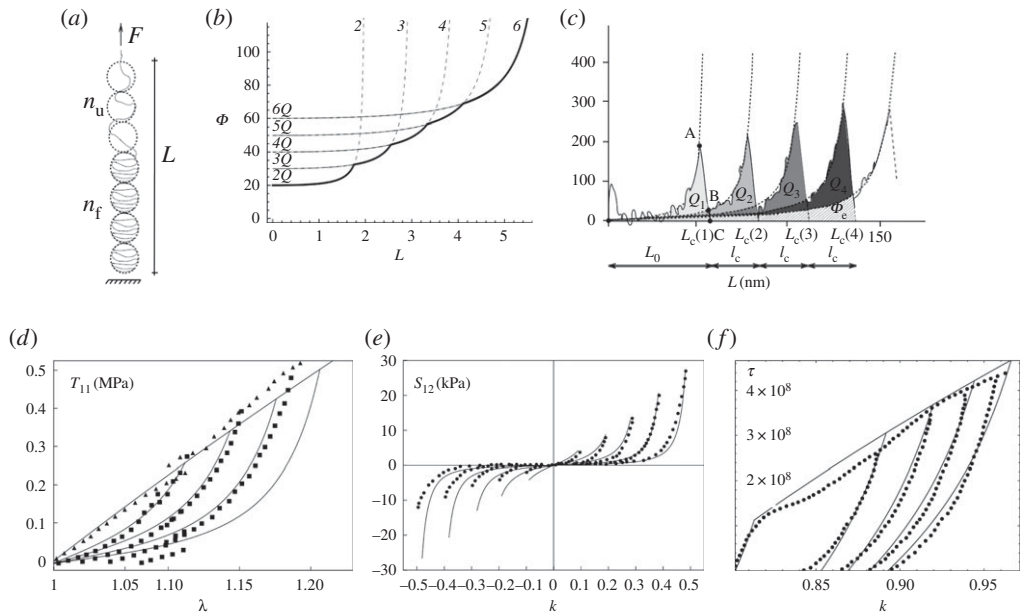 (a)
F
n_u
L
n_f
(b)
2 3 4 5 6
100
80
60
40
20
0
Φ
6Q
5Q
4Q
3Q
2Q
0 1 2 3 4 5
L
(c)
400
300
200
100
0
A
B
Q_1 Q_2 Q_3 Q_4
Φ_e
L_c(1)C L_c(2) L_c(3) L_c(4) 150
L_0 l_c l_c l_c
L (nm)
(d)
0.5
0.4
0.3
0.2
0.1
0
T_11 (MPa)
1 1.05 1.10 1.15 1.20
λ
(e)
30
20
10
0
−10
−20
−30
S_12 (kPa)
−0.5 −0.4 −0.3 −0.2 −0.1 0 0.1 0.2 0.3 0.4 0.5
k
(f)
τ
4 × 10^8
3 × 10^8
2 × 10^8
0.85 0.90 0.95
k